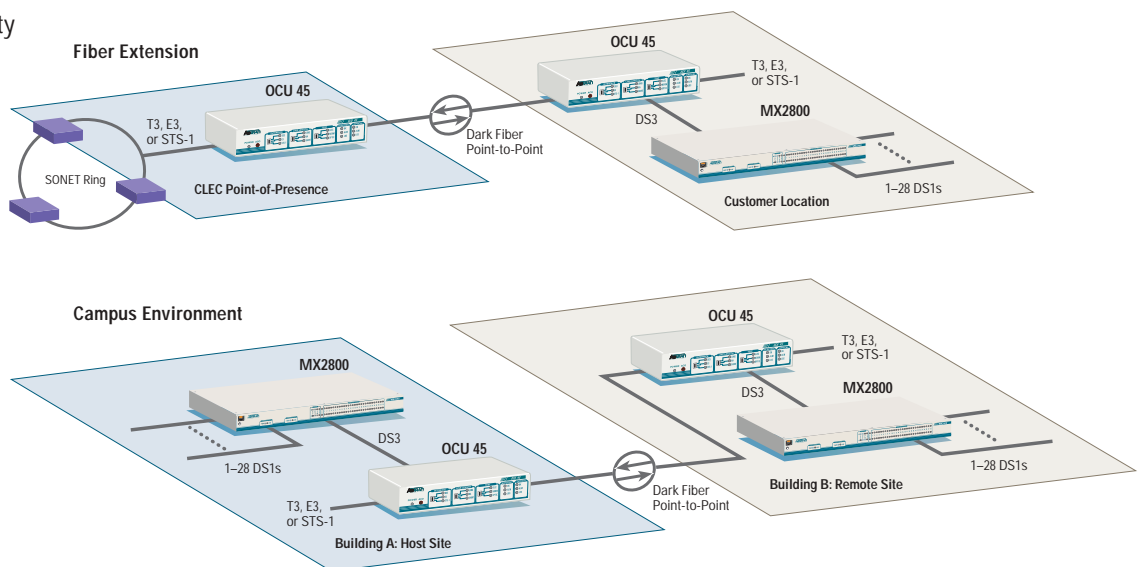 ty
Fiber Extension
OCU 45
T3, E3,
or STS-1
SONET Ring
CLEC Point-of-Presence
Dark Fiber
Point-to-Point
OCU 45
T3, E3,
or STS-1
DS3
MX2800
1–28 DS1s
Customer Location
Campus Environment
MX2800
1–28 DS1s
DS3
OCU 45
T3, E3,
or STS-1
Building A: Host Site
Dark Fiber
Point-to-Point
OCU 45
T3, E3,
or STS-1
DS3
MX2800
1–28 DS1s
Building B: Remote Site